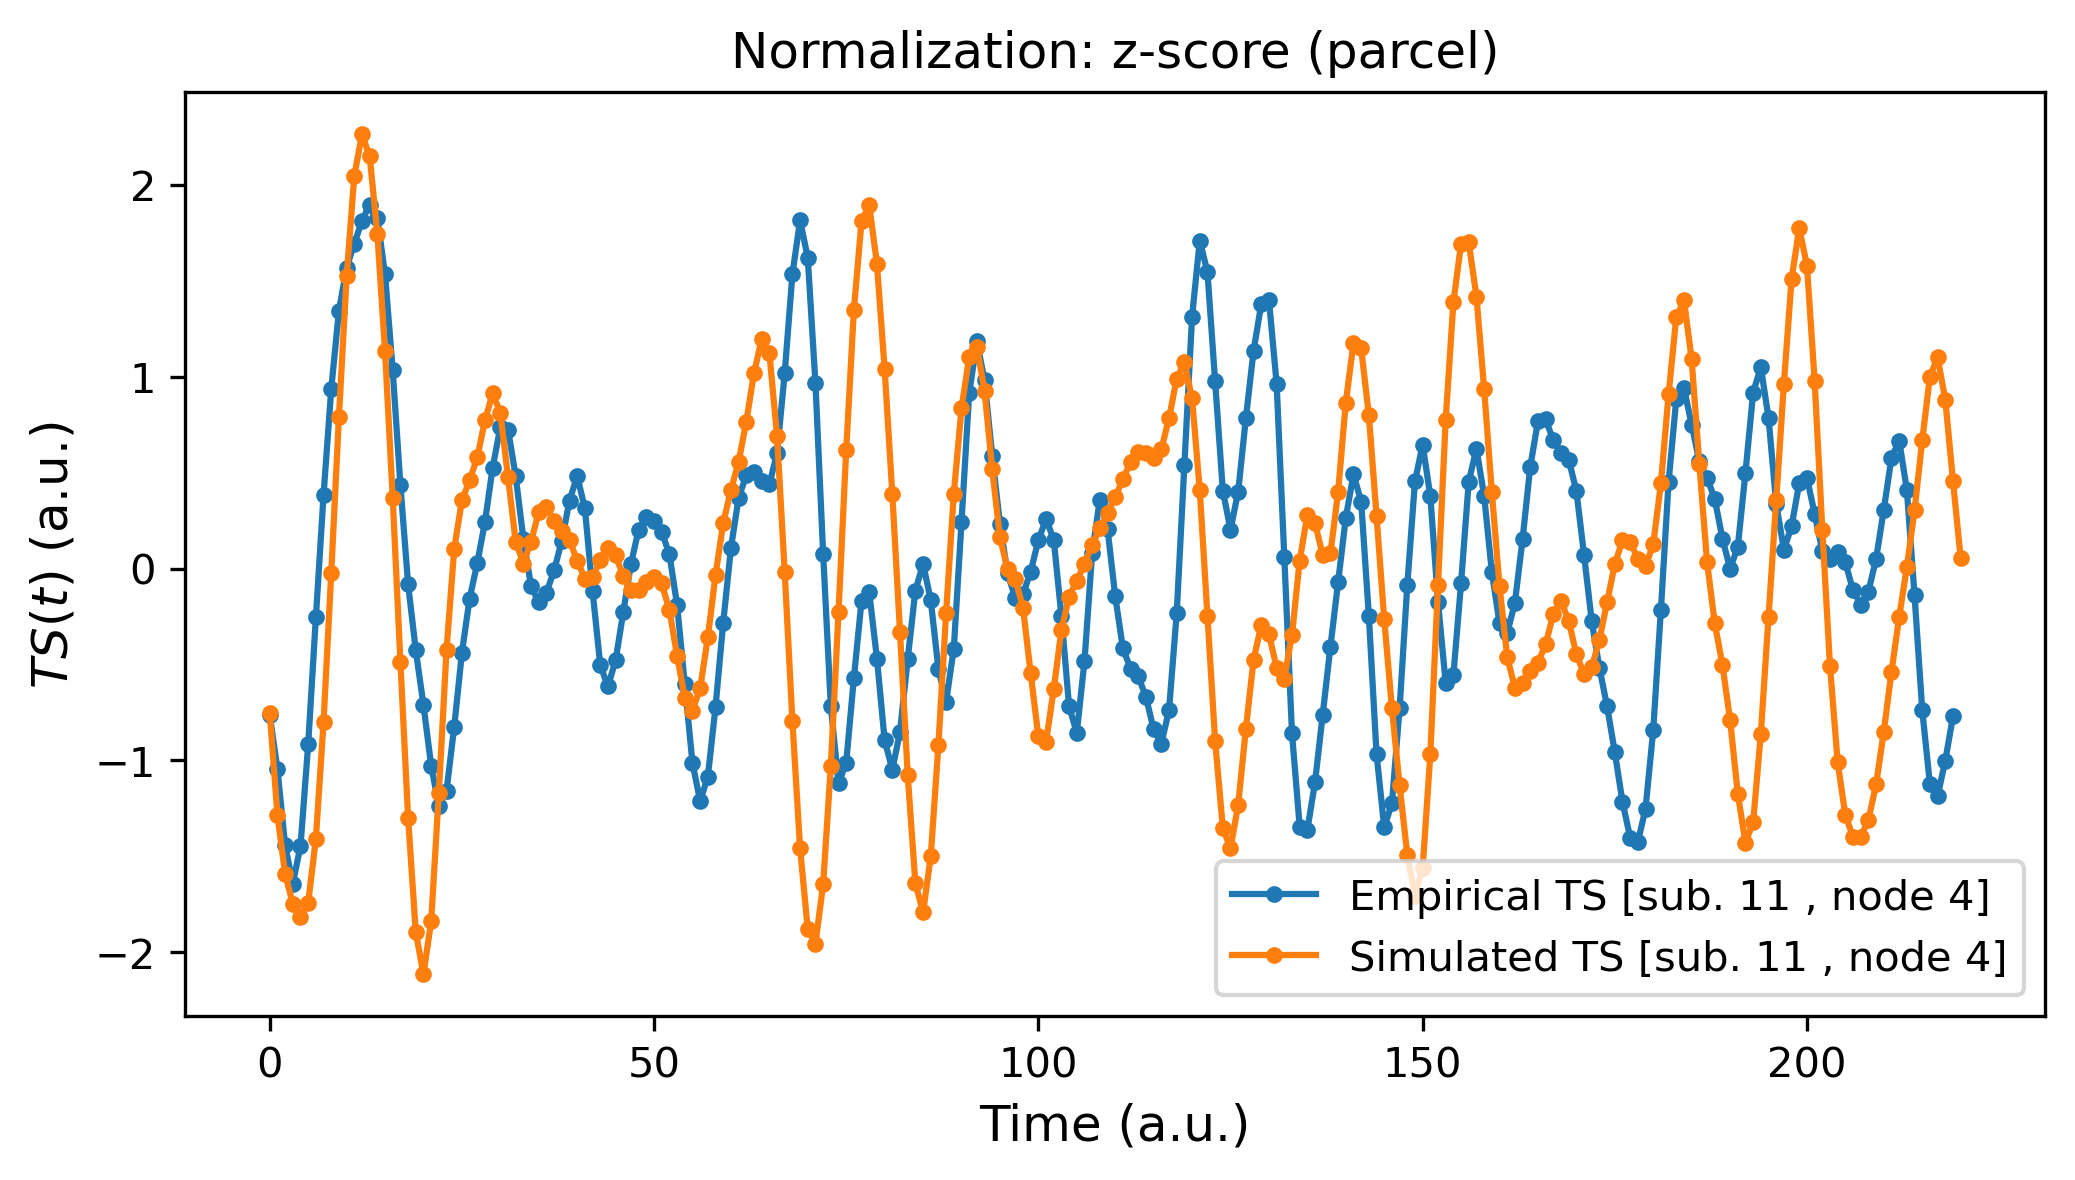 Normalization: z-score (parcel)
TS(t) (a.u.)
2
1
0
−1
−2
Empirical TS [sub. 11 , node 4]
Simulated TS [sub. 11 , node 4]
0 50 100 150 200
Time (a.u.)